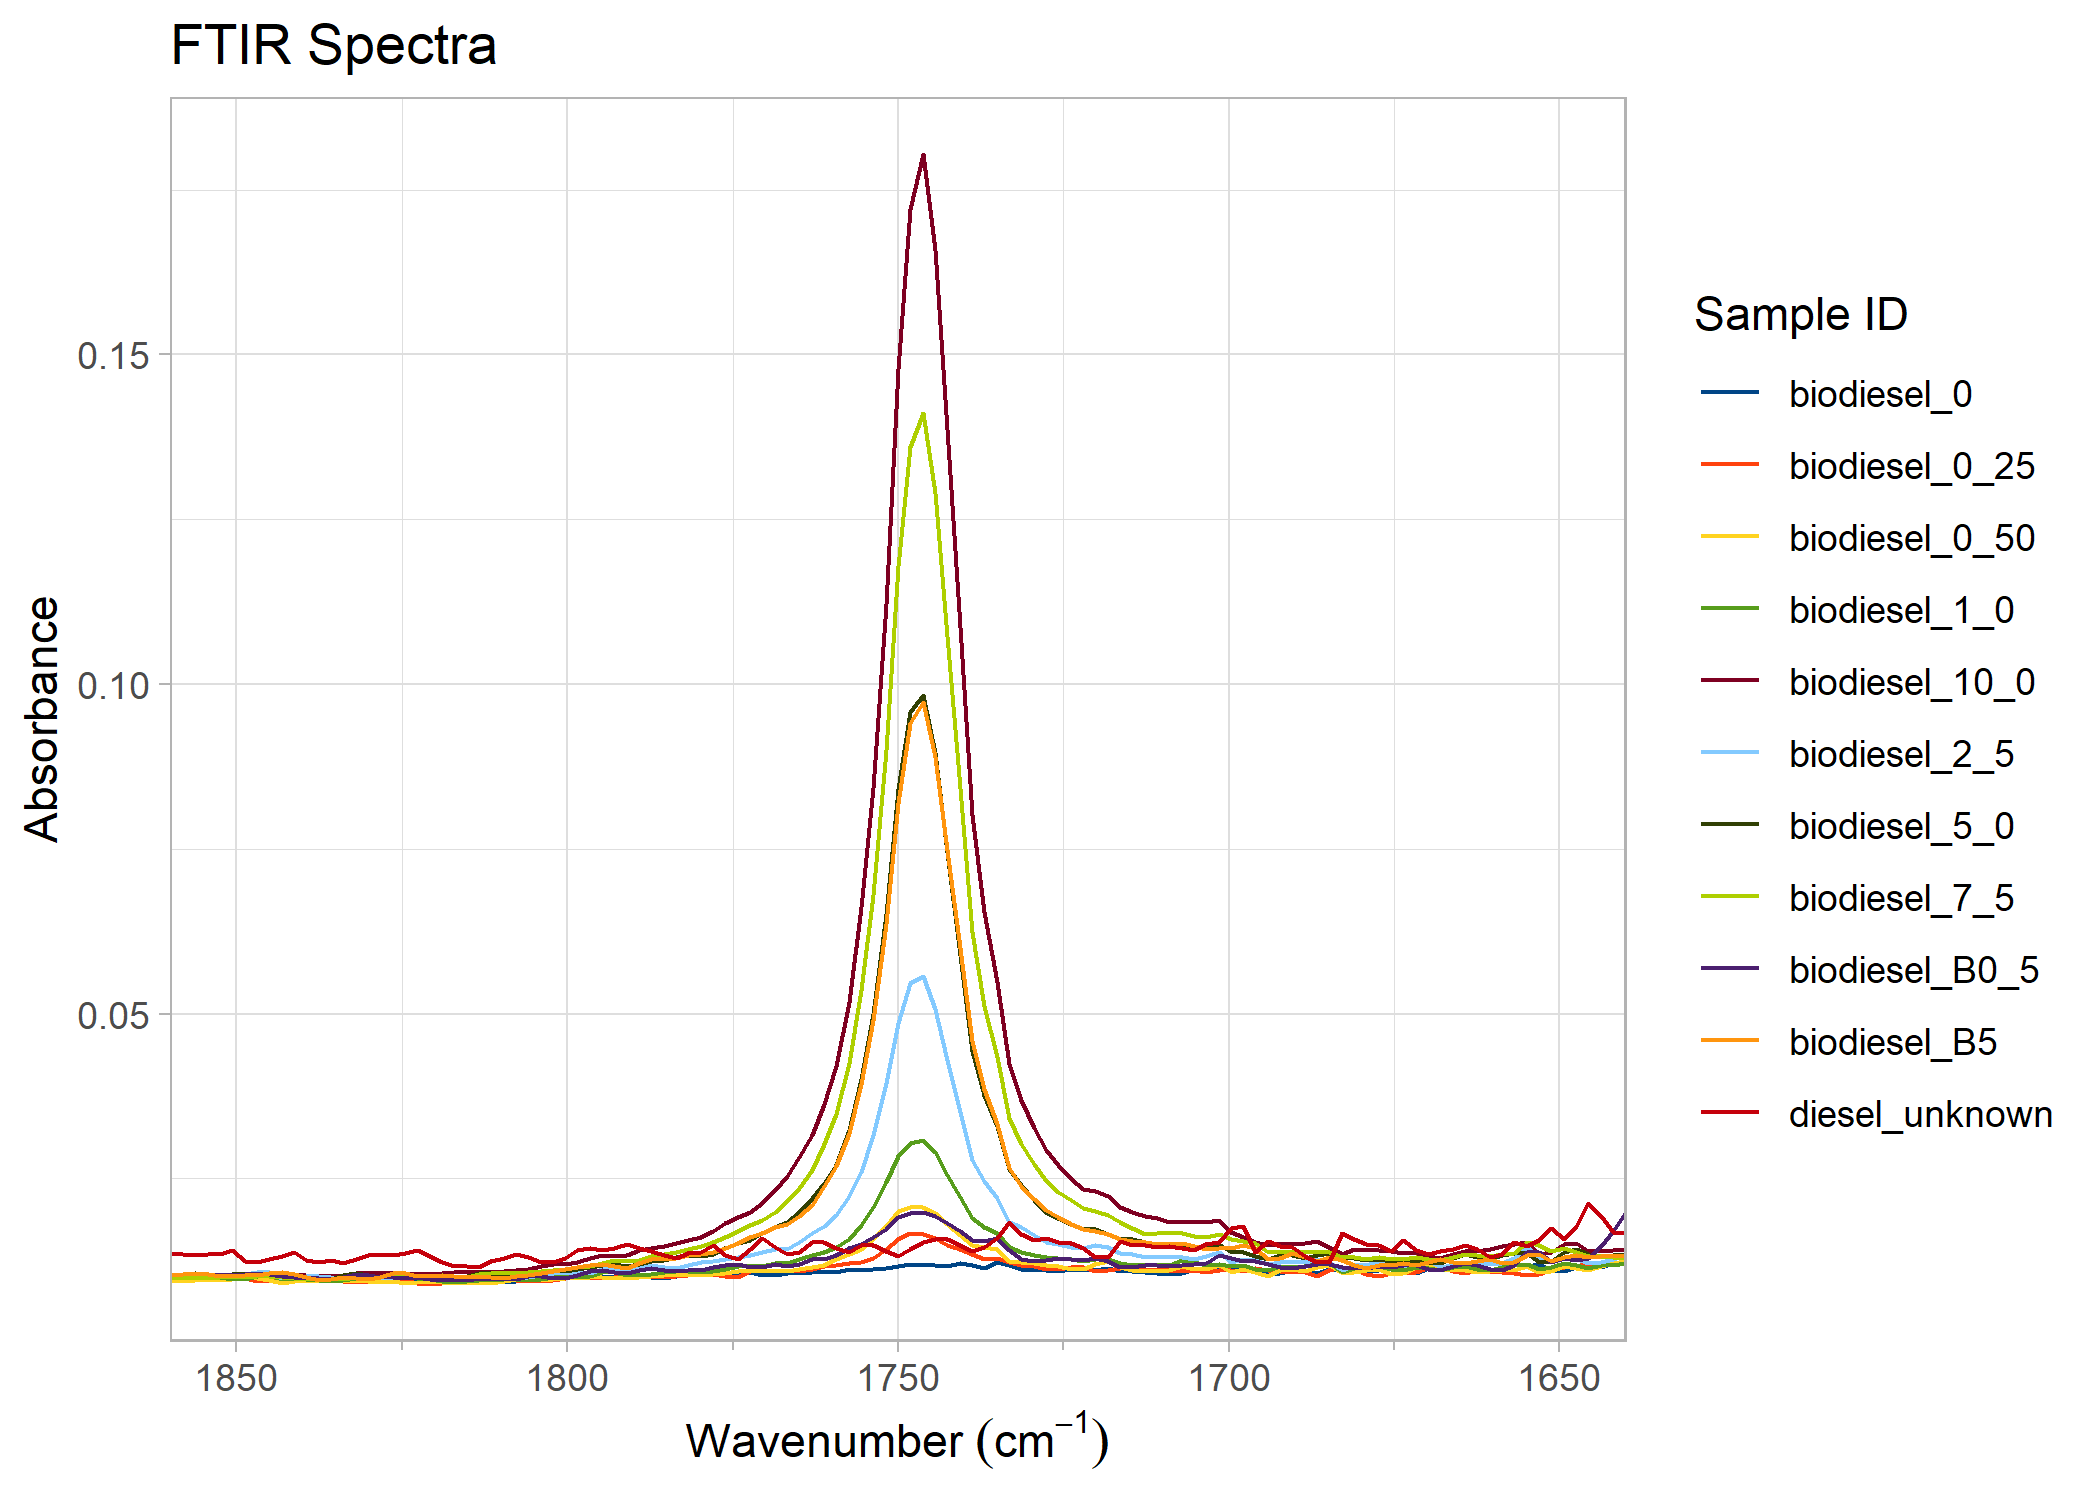 FTIR Spectra
0.15
0.10
0.05
Absorbance
1850 1800 1750 1700 1650
Wavenumber (cm⁻¹)
Sample ID
biodiesel_0
biodiesel_0_25
biodiesel_0_50
biodiesel_1_0
biodiesel_10_0
biodiesel_2_5
biodiesel_5_0
biodiesel_7_5
biodiesel_B0_5
biodiesel_B5
diesel_unknown